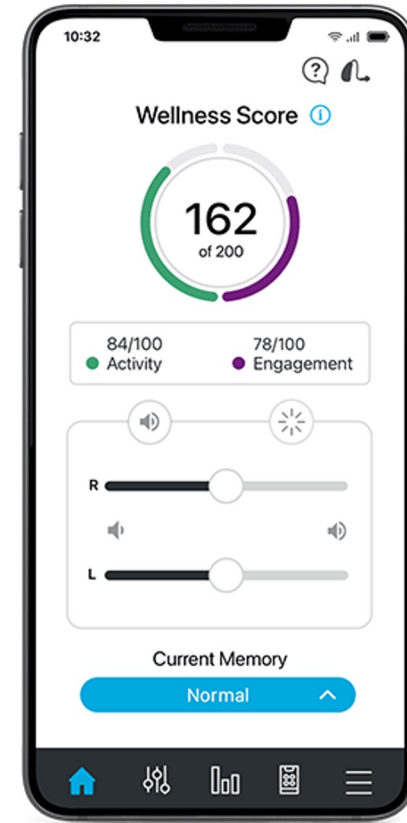 10:32
?
Wellness Score i
162
of 200
84/100 78/100
Activity Engagement
R
L
Current Memory
Normal